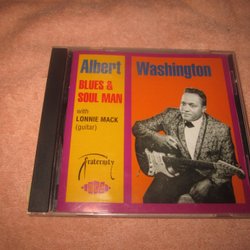 Albert Washington
BLUES &
SOUL MAN
with
LONNIE MACK
(guitar)
fraternity